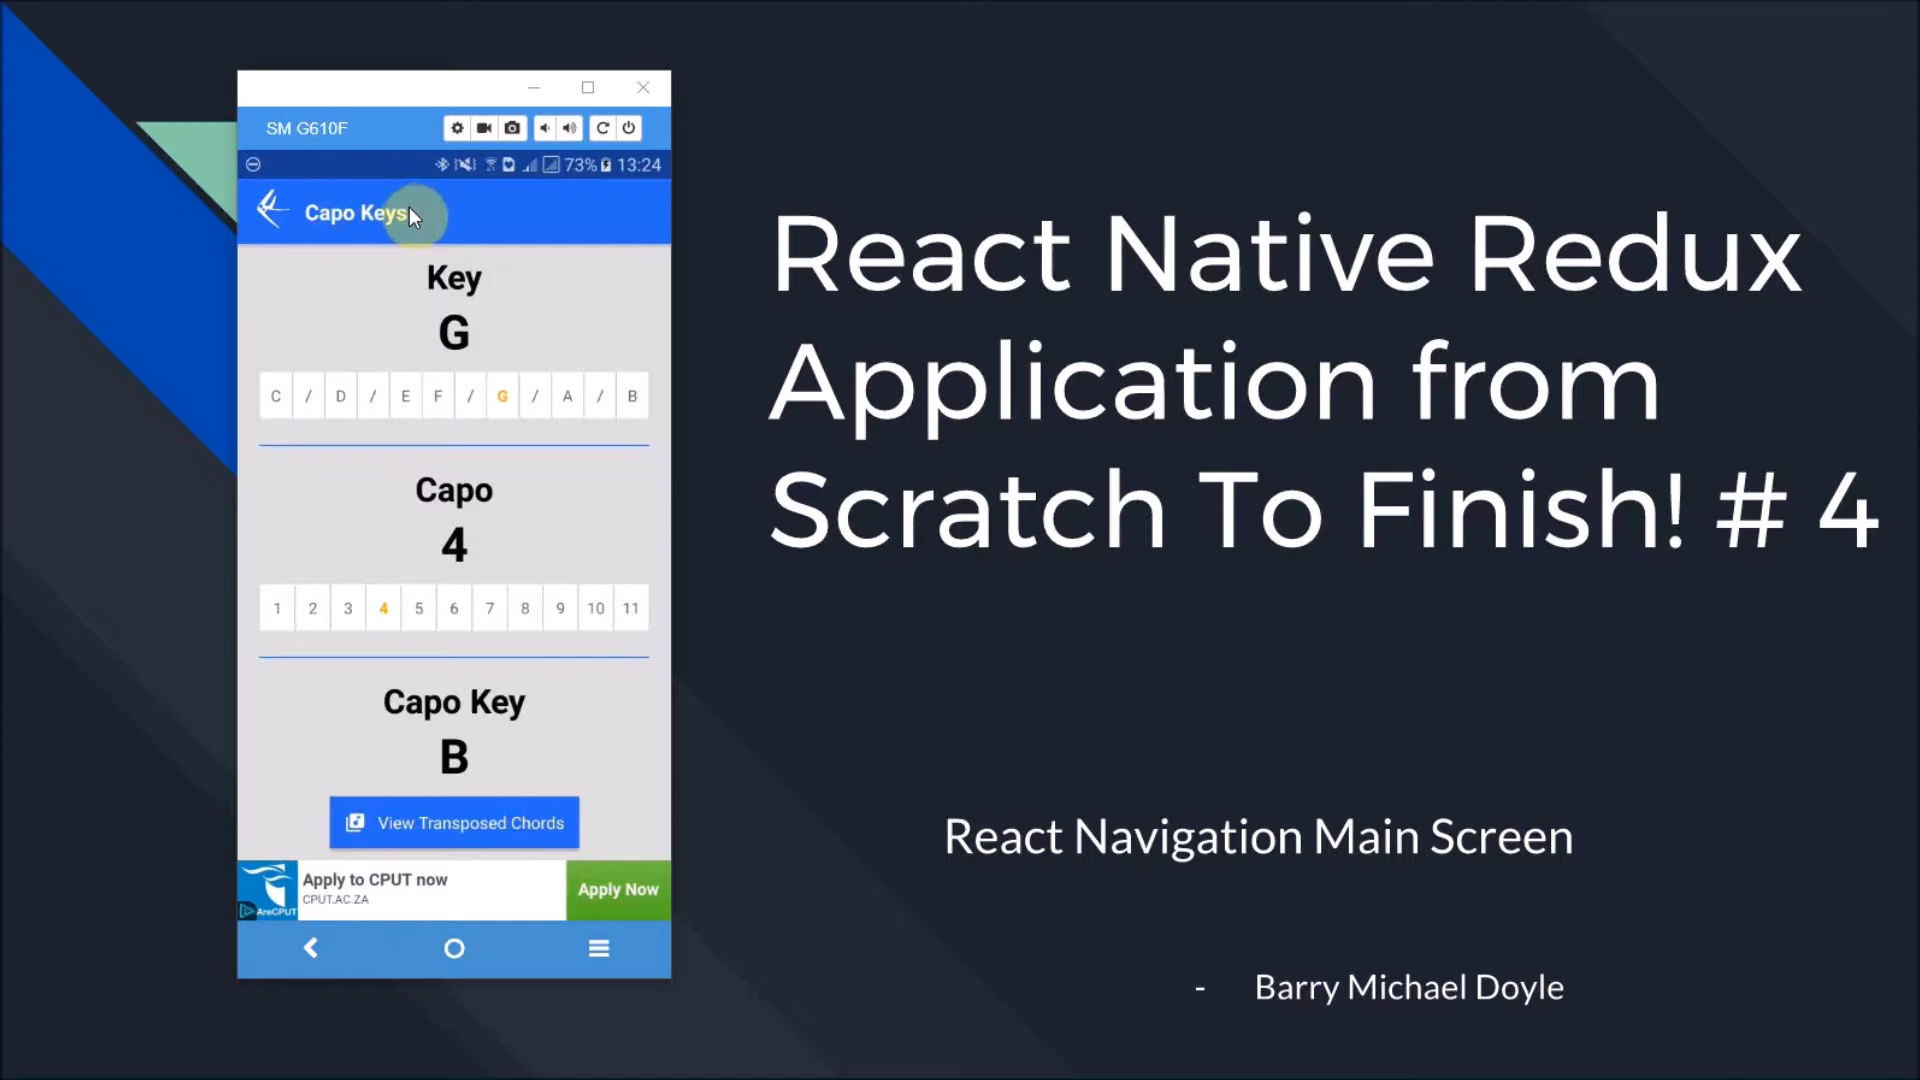 SM G610F
73% 13:24
Capo Keys
Key
G
C / D / E F / G / A / B
Capo
4
1 2 3 4 5 6 7 8 9 10 11
Capo Key
B
View Transposed Chords
Apply to CPUT now
CPUT.AC.ZA
AreCPUT
Apply Now
React Native Redux
Application from
Scratch To Finish! # 4
React Navigation Main Screen
- Barry Michael Doyle